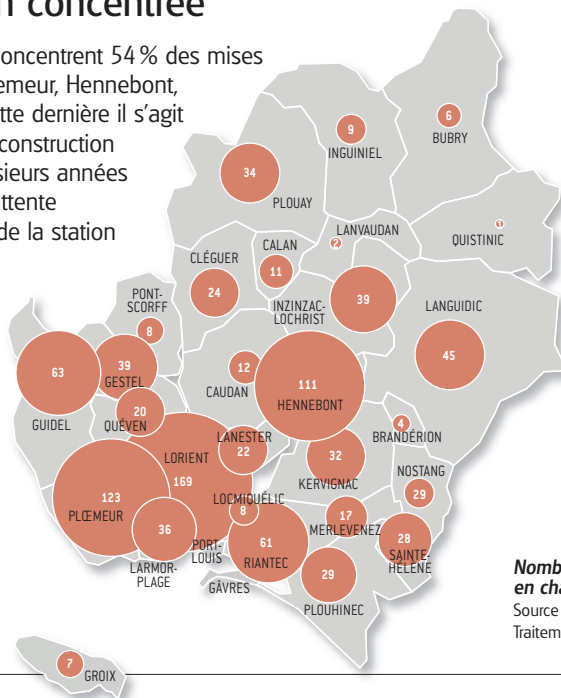 n concentrée
oncentrent 54 % des mises
emeur, Hennebont,
tte dernière il s'agit
construction
sieurs années
ttente
de la station
6
BUBRY
9
INGUINIEL
34
PLOUAY
1
QUISTINIC
LANVAUDAN
2
CALAN
11
CLÉGUER
24
INZINZAC-
LOCHRIST
39
LANGUIDIC
45
PONT-
SCORFF
8
63
GUIDEL
39
GESTEL
20
QUÉVEN
12
CAUDAN
111
HENNEBONT
4
BRANDÉRION
LANESTER
22
LORIENT
169
32
KERVIGNAC
NOSTANG
29
123
PLŒMEUR
LOCMIQUÉLIC
8
17
MERLEVENEZ
36
LARMOR-
PLAGE
PORT-
LOUIS
61
RIANTEC
28
SAINTE-
HÉLÈNE
GÂVRES
29
PLOUHINEC
7
GROIX
Nomb
en cha
Source
Traitem